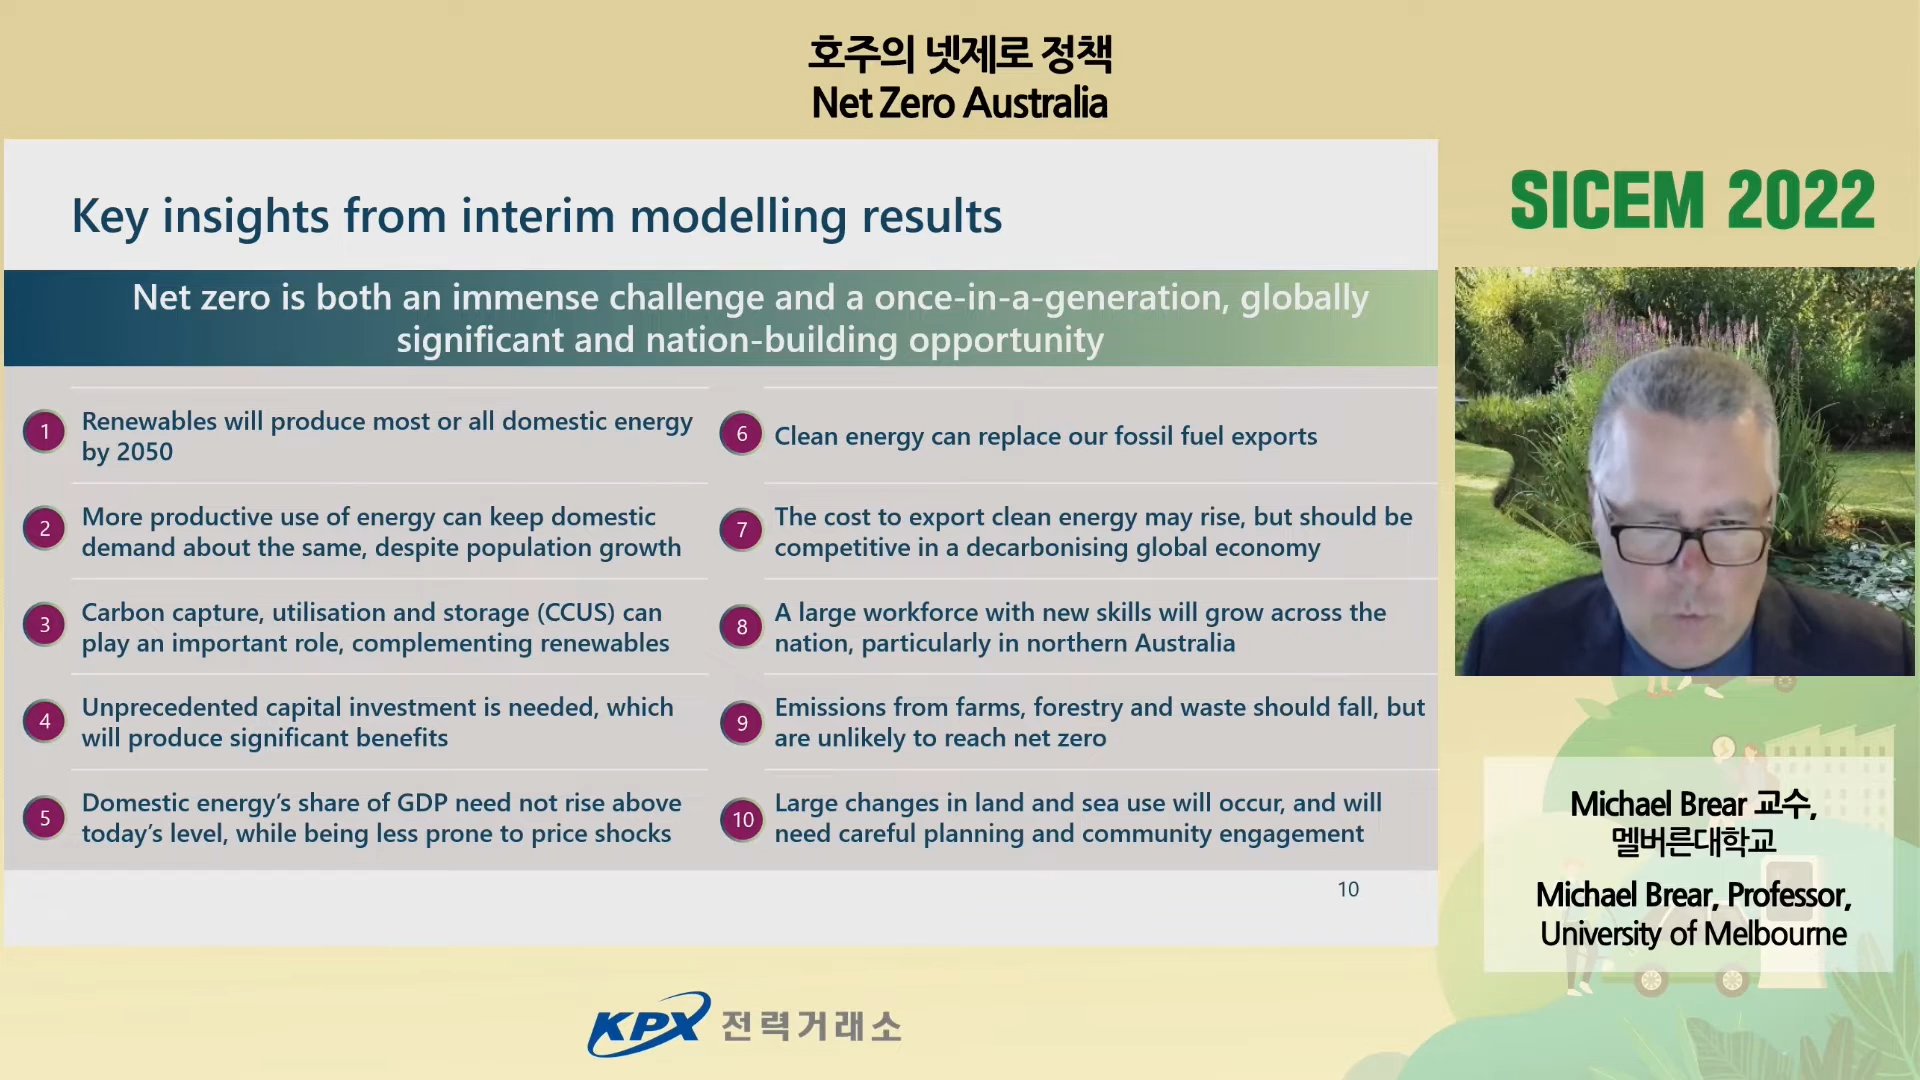 호주의 넷제로 정책
Net Zero Australia
SICEM 2022
Key insights from interim modelling results
Net zero is both an immense challenge and a once-in-a-generation, globally
significant and nation-building opportunity
1
Renewables will produce most or all domestic energy
by 2050
2
More productive use of energy can keep domestic
demand about the same, despite population growth
3
Carbon capture, utilisation and storage (CCUS) can
play an important role, complementing renewables
4
Unprecedented capital investment is needed, which
will produce significant benefits
5
Domestic energy’s share of GDP need not rise above
today’s level, while being less prone to price shocks
6
Clean energy can replace our fossil fuel exports
7
The cost to export clean energy may rise, but should be
competitive in a decarbonising global economy
8
A large workforce with new skills will grow across the
nation, particularly in northern Australia
9
Emissions from farms, forestry and waste should fall, but
are unlikely to reach net zero
10
Large changes in land and sea use will occur, and will
need careful planning and community engagement
10
Michael Brear 교수,
멜버른대학교
Michael Brear, Professor,
University of Melbourne
KPX 전력거래소